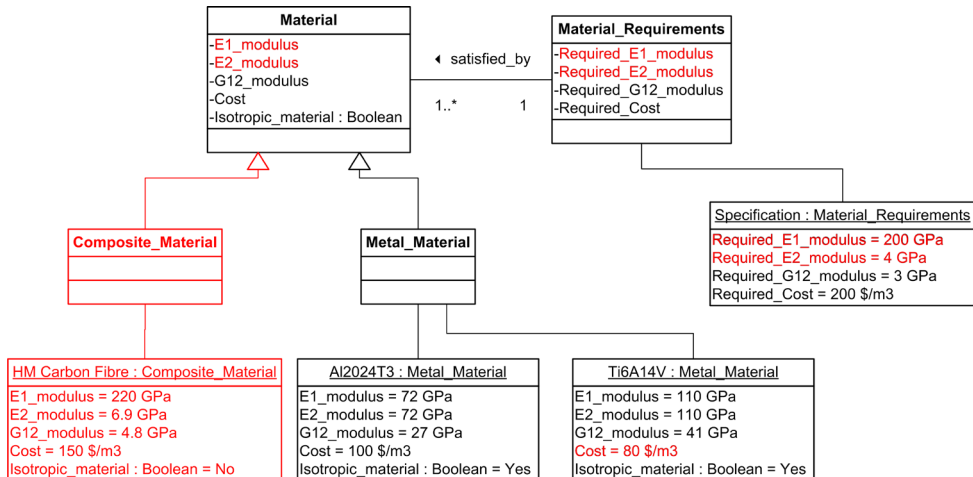 Material
-E1_modulus
-E2_modulus
-G12_modulus
-Cost
-Isotropic_material : Boolean
satisfied_by
1..*
1
Material_Requirements
-Required_E1_modulus
-Required_E2_modulus
-Required_G12_modulus
-Required_Cost
Composite_Material
Metal_Material
Specification : Material_Requirements
Required_E1_modulus = 200 GPa
Required_E2_modulus = 4 GPa
Required_G12_modulus = 3 GPa
Required_Cost = 200 $/m3
HM Carbon Fibre : Composite_Material
E1_modulus = 220 GPa
E2_modulus = 6.9 GPa
G12_modulus = 4.8 GPa
Cost = 150 $/m3
Isotropic_material : Boolean = No
Al2024T3 : Metal_Material
E1_modulus = 72 GPa
E2_modulus = 72 GPa
G12_modulus = 27 GPa
Cost = 100 $/m3
Isotropic_material : Boolean = Yes
Ti6A14V : Metal_Material
E1_modulus = 110 GPa
E2_modulus = 110 GPa
G12_modulus = 41 GPa
Cost = 80 $/m3
Isotropic_material : Boolean = Yes